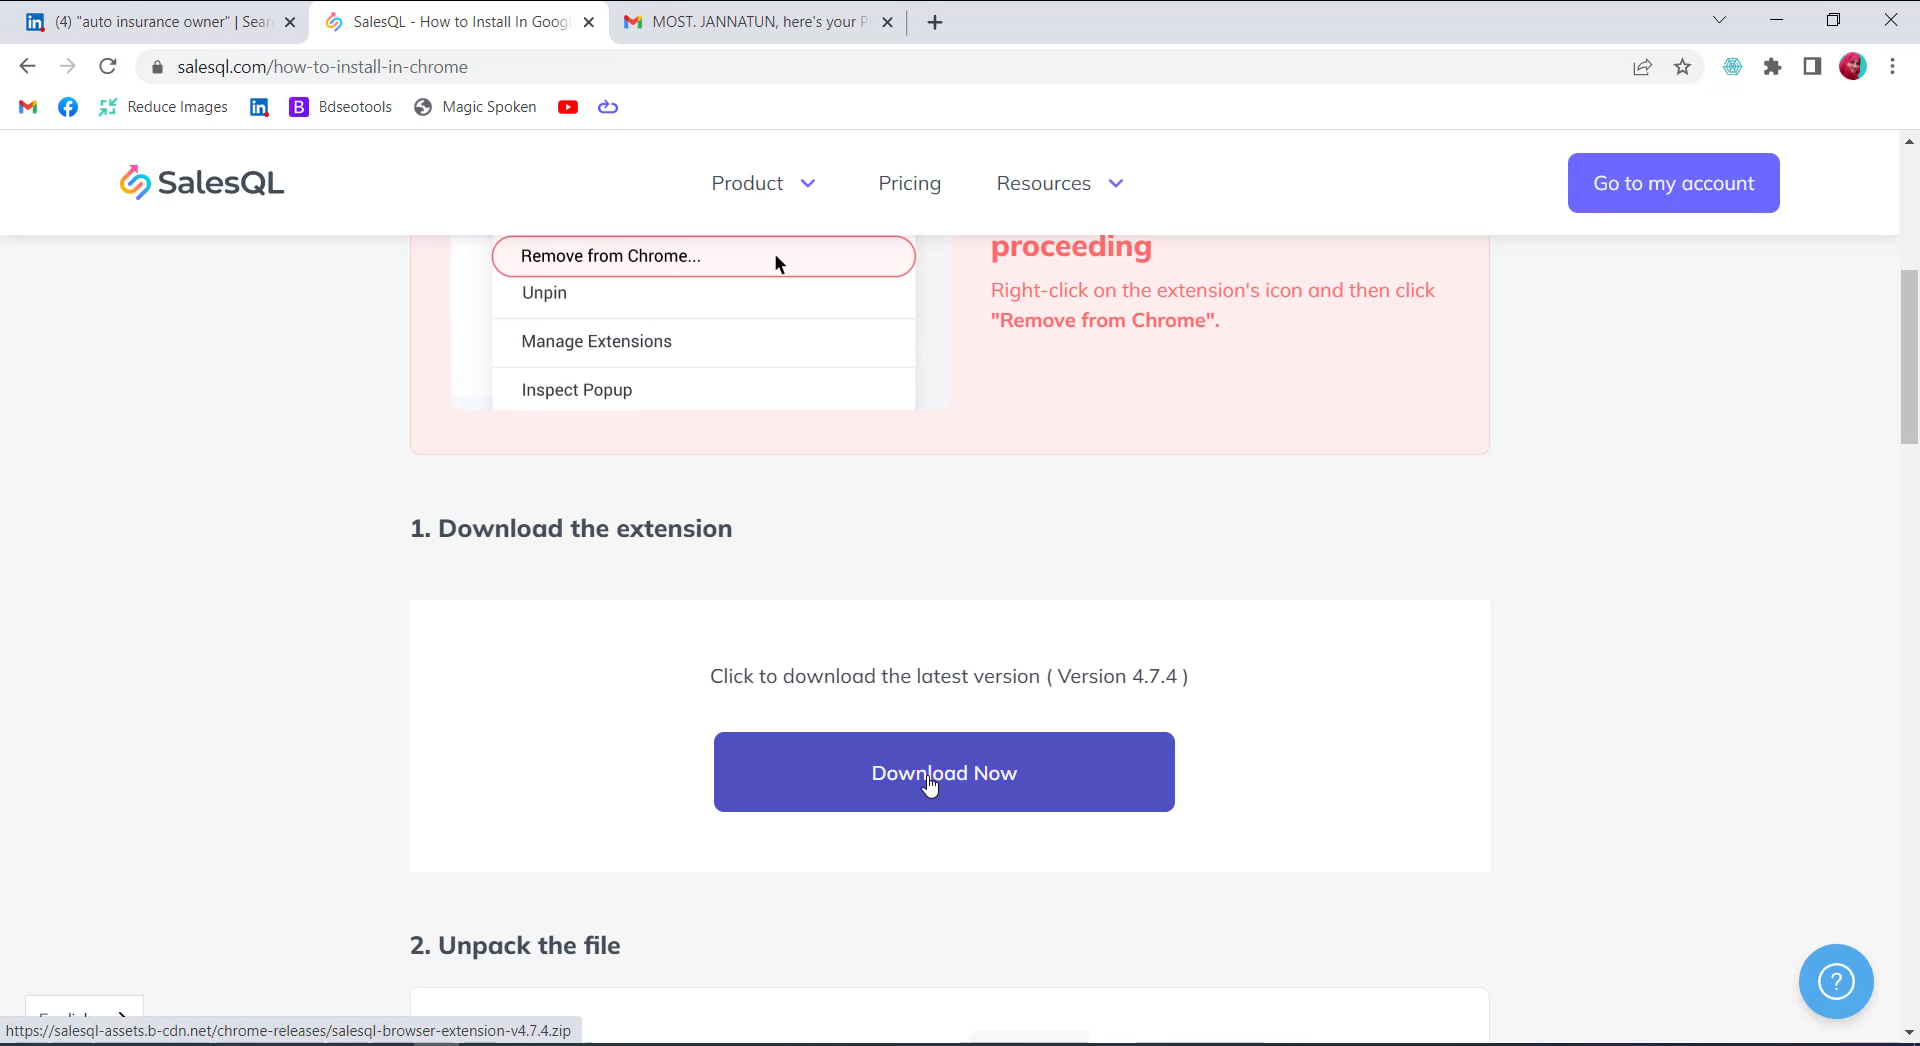 (4) "auto insurance owner" | Sear
SalesQL - How to Install In Goog
MOST. JANNATUN, here's your P
salesql.com/how-to-install-in-chrome
Reduce Images
Bdseotools
Magic Spoken
SalesQL
Product
Pricing
Resources
Go to my account
Remove from Chrome...
Unpin
Manage Extensions
Inspect Popup
proceeding
Right-click on the extension's icon and then click
"Remove from Chrome".
1. Download the extension
Click to download the latest version ( Version 4.7.4 )
Download Now
2. Unpack the file
English
https://salesql-assets.b-cdn.net/chrome-releases/salesql-browser-extension-v4.7.4.zip